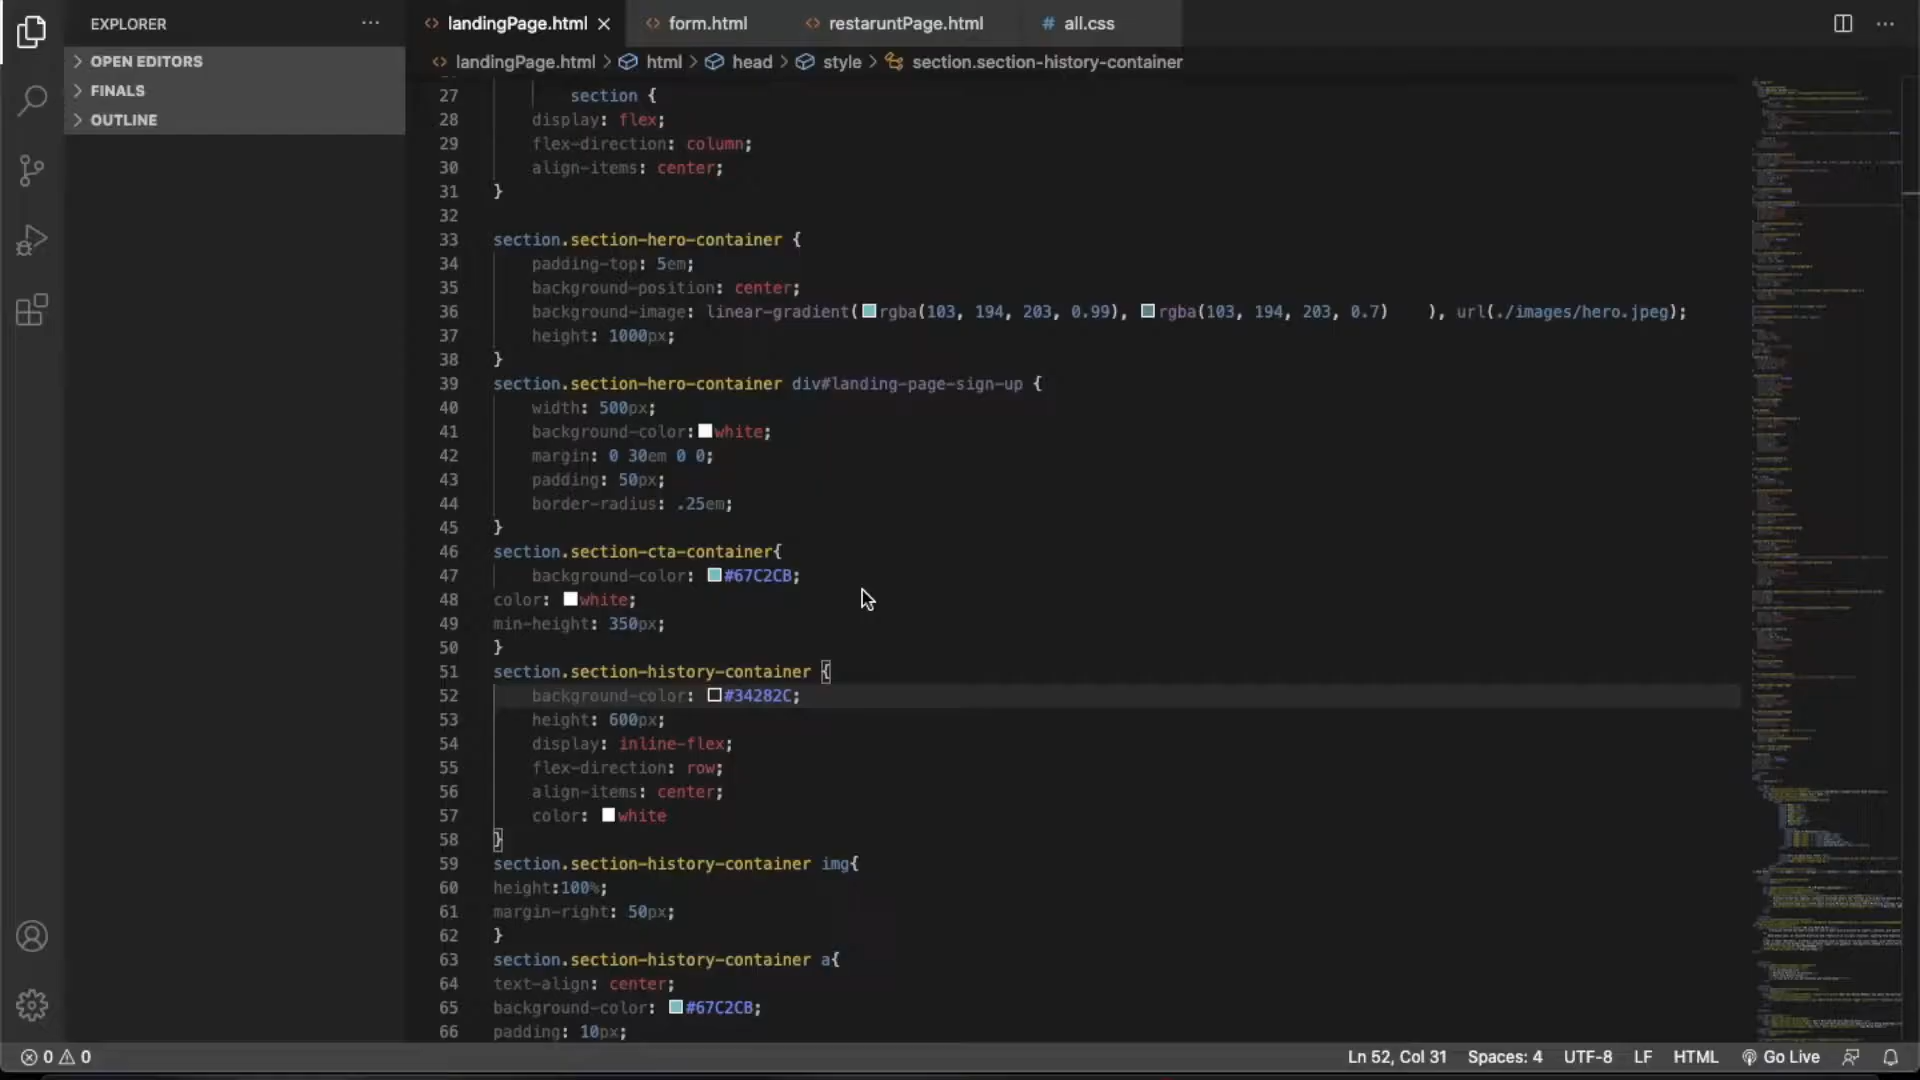 EXPLORER
landingPage.html
form.html
restaruntPage.html
# all.css
OPEN EDITORS
FINALS
OUTLINE
landingPage.html > html > head > style > section.section-history-container
27 section {
28 display: flex;
29 flex-direction: column;
30 align-items: center;
31 }
32
33 section.section-hero-container {
34 padding-top: 5em;
35 background-position: center;
36 background-image: linear-gradient(rgba(103, 194, 203, 0.99), rgba(103, 194, 203, 0.7) ), url(./images/hero.jpeg);
37 height: 1000px;
38 }
39 section.section-hero-container div#landing-page-sign-up {
40 width: 500px;
41 background-color: white;
42 margin: 0 30em 0 0;
43 padding: 50px;
44 border-radius: .25em;
45 }
46 section.section-cta-container{
47 background-color: #67C2CB;
48 color: white;
49 min-height: 350px;
50 }
51 section.section-history-container {
52 background-color: #34282C;
53 height: 600px;
54 display: inline-flex;
55 flex-direction: row;
56 align-items: center;
57 color: white
58 }
59 section.section-history-container img{
60 height:100%;
61 margin-right: 50px;
62 }
63 section.section-history-container a{
64 text-align: center;
65 background-color: #67C2CB;
66 padding: 10px;
0 0
Ln 52, Col 31
Spaces: 4
UTF-8
LF
HTML
Go Live